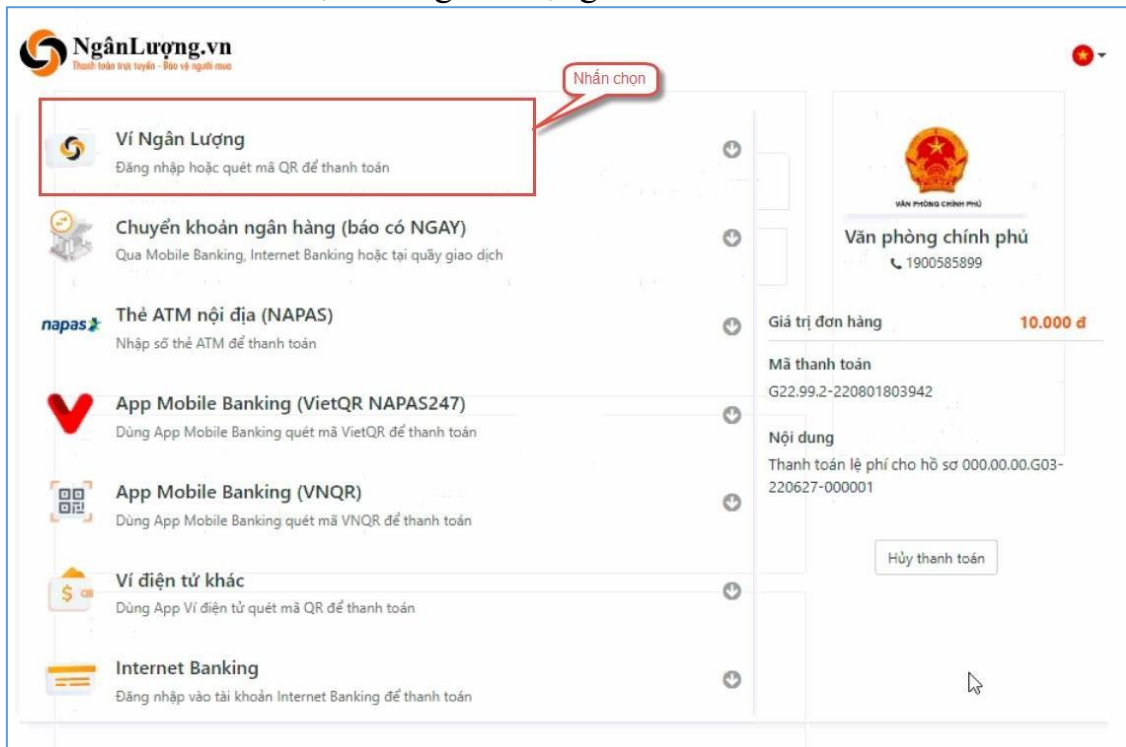 NgânLượng.vn
Thanh toán trực tuyến - Bảo vệ người mua
Nhấn chọn
Ví Ngân Lượng
Đăng nhập hoặc quét mã QR để thanh toán
Chuyển khoản ngân hàng (báo có NGAY)
Qua Mobile Banking, Internet Banking hoặc tại quầy giao dịch
napas
Thẻ ATM nội địa (NAPAS)
Nhập số thẻ ATM để thanh toán
App Mobile Banking (VietQR NAPAS247)
Dùng App Mobile Banking quét mã VietQR để thanh toán
App Mobile Banking (VNQR)
Dùng App Mobile Banking quét mã VNQR để thanh toán
Ví điện tử khác
Dùng App Ví điện tử quét mã QR để thanh toán
Internet Banking
Đăng nhập vào tài khoản Internet Banking để thanh toán
VĂN PHÒNG CHÍNH PHỦ
Văn phòng chính phủ
1900585899
Giá trị đơn hàng 10.000 đ
Mã thanh toán
G22.99.2-220801803942
Nội dung
Thanh toán lệ phí cho hồ sơ 000.00.00.G03-
220627-000001
Hủy thanh toán